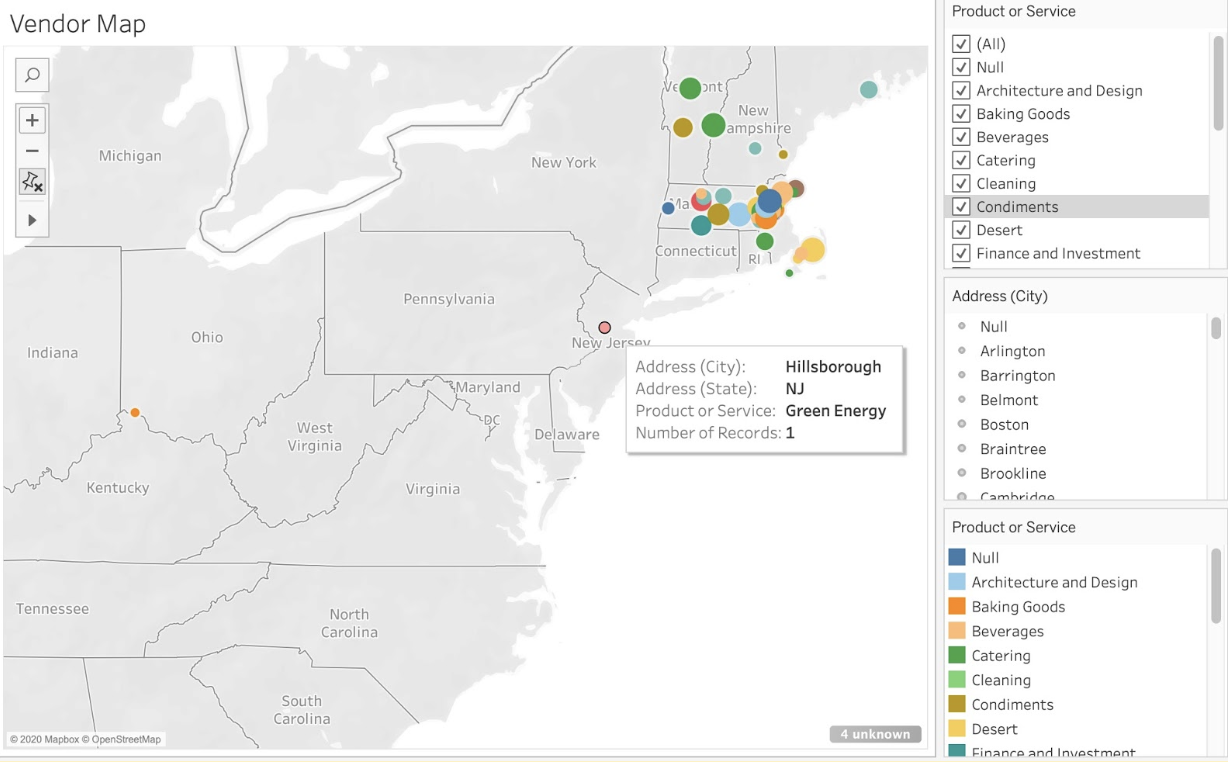 Vendor Map
Michigan
Vermont
New
ampshire
New York
Ma
Connecticut
RI
Pennsylvania
New Jersey
Ohio
Indiana
Maryland
DC
Delaware
West
Virginia
Kentucky
Virginia
Tennessee
North
Carolina
South
Carolina
Address (City): Hillsborough
Address (State): NJ
Product or Service: Green Energy
Number of Records: 1
© 2020 Mapbox © OpenStreetMap
4 unknown
Product or Service
(All)
Null
Architecture and Design
Baking Goods
Beverages
Catering
Cleaning
Condiments
Desert
Finance and Investment
Address (City)
Null
Arlington
Barrington
Belmont
Boston
Braintree
Brookline
Cambridge
Product or Service
Null
Architecture and Design
Baking Goods
Beverages
Catering
Cleaning
Condiments
Desert
Finance and Investment